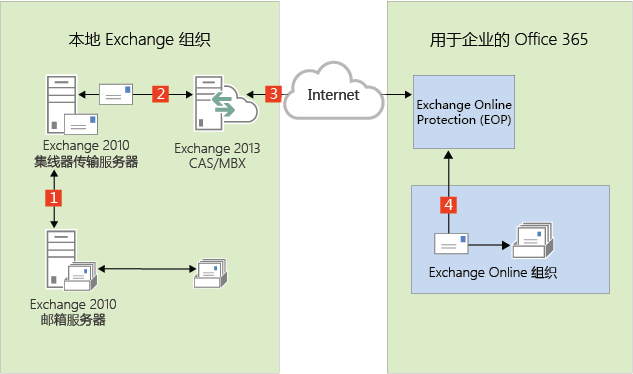 本地 Exchange 组织
用于企业的 Office 365
2
3
Internet
Exchange Online
Protection (EOP)
Exchange 2010
集线器传输服务器
Exchange 2013
CAS/MBX
1
4
Exchange Online 组织
Exchange 2010
邮箱服务器